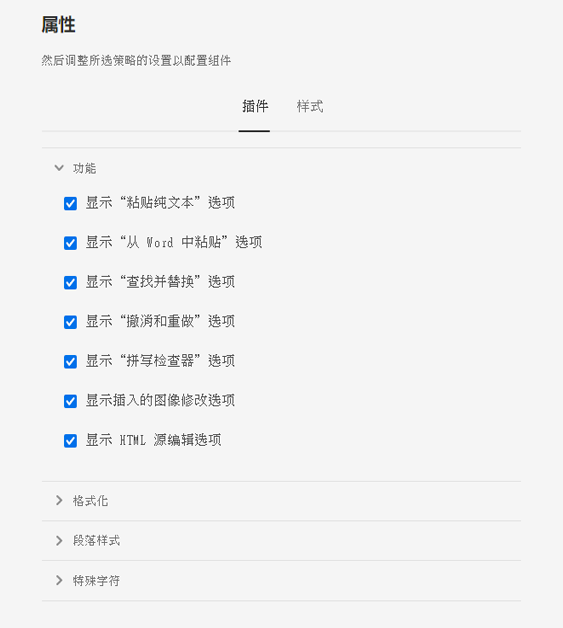 属性
然后调整所选策略的设置以配置组件
插件 样式
功能
显示“粘贴纯文本”选项
显示“从 Word 中粘贴”选项
显示“查找并替换”选项
显示“撤消和重做”选项
显示“拼写检查器”选项
显示插入的图像修改选项
显示 HTML 源编辑选项
格式化
段落样式
特殊字符